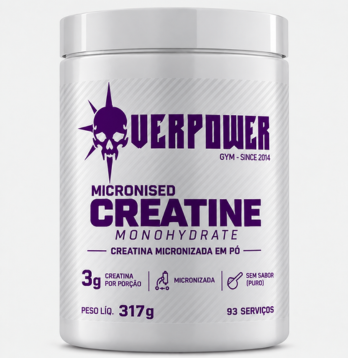 OVERPOWER
GYM - SINCE 2014
MICRONISED
CREATINE
MONOHYDRATE
CREATINA MICRONIZADA EM PÓ
3g CREATINA POR PORÇÃO MICRONIZADA SEM SABOR (PURO)
PESO LÍQ. 317g 93 SERVIÇOS